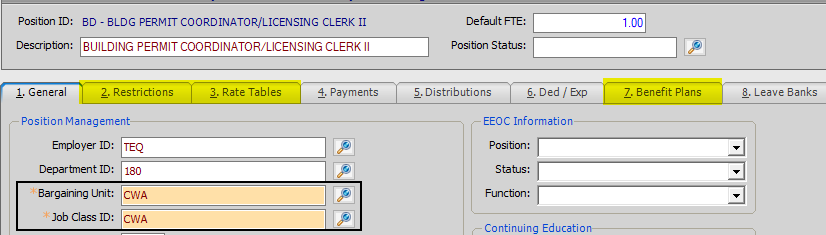 Position ID: BD - BLDG PERMIT COORDINATOR/LICENSING CLERK II Default FTE: 1.00
Description: BUILDING PERMIT COORDINATOR/LICENSING CLERK II Position Status:
1. General 2. Restrictions 3. Rate Tables 4. Payments 5. Distributions 6. Ded / Exp 7. Benefit Plans 8. Leave Banks
Position Management
Employer ID: TEQ
Department ID: 180
*Bargaining Unit: CWA
*Job Class ID: CWA
EEOC Information
Position:
Status:
Function:
Continuing Education